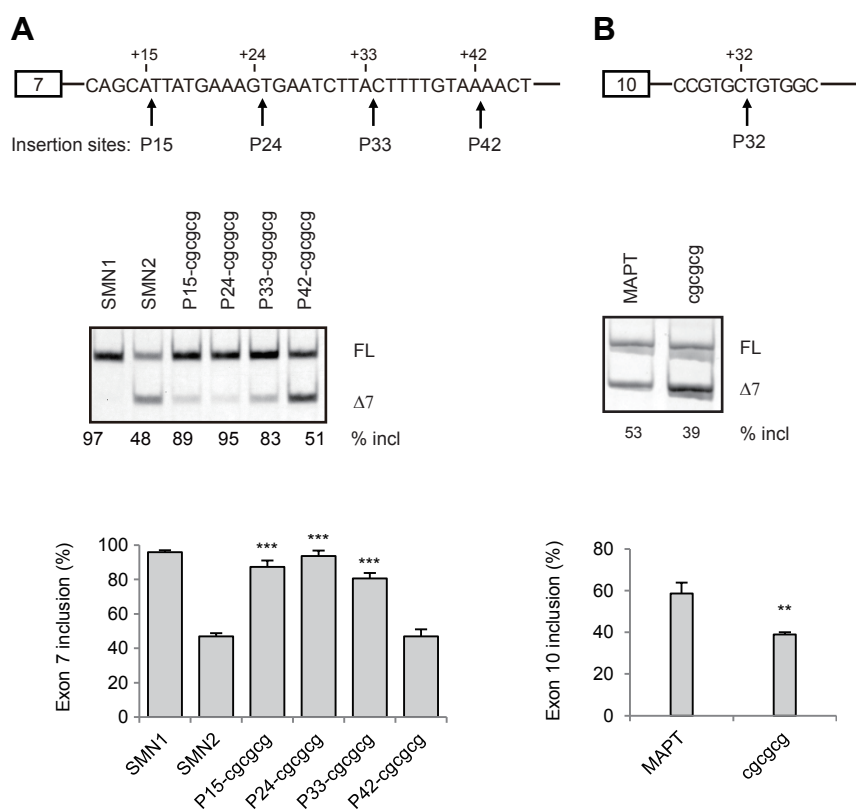 A
+15 +24 +33 +42
7 CAGCATTATGAAAGTGAATCTTACTTTTGTAAAACT
Insertion sites: P15 P24 P33 P42
SMN1
SMN2
P15-cgcgcg
P24-cgcgcg
P33-cgcgcg
P42-cgcgcg
FL
Δ7
97 48 89 95 83 51 % incl
Exon 7 inclusion (%)
100
80
60
40
20
0
*** *** ***
SMN1
SMN2
P15-cgcgcg
P24-cgcgcg
P33-cgcgcg
P42-cgcgcg
B
+32
10 CCGTGCTGTGGC
P32
MAPT
cgcgcg
FL
Δ7
53 39 % incl
Exon 10 inclusion (%)
80
60
40
20
0
**
MAPT
cgcgcg